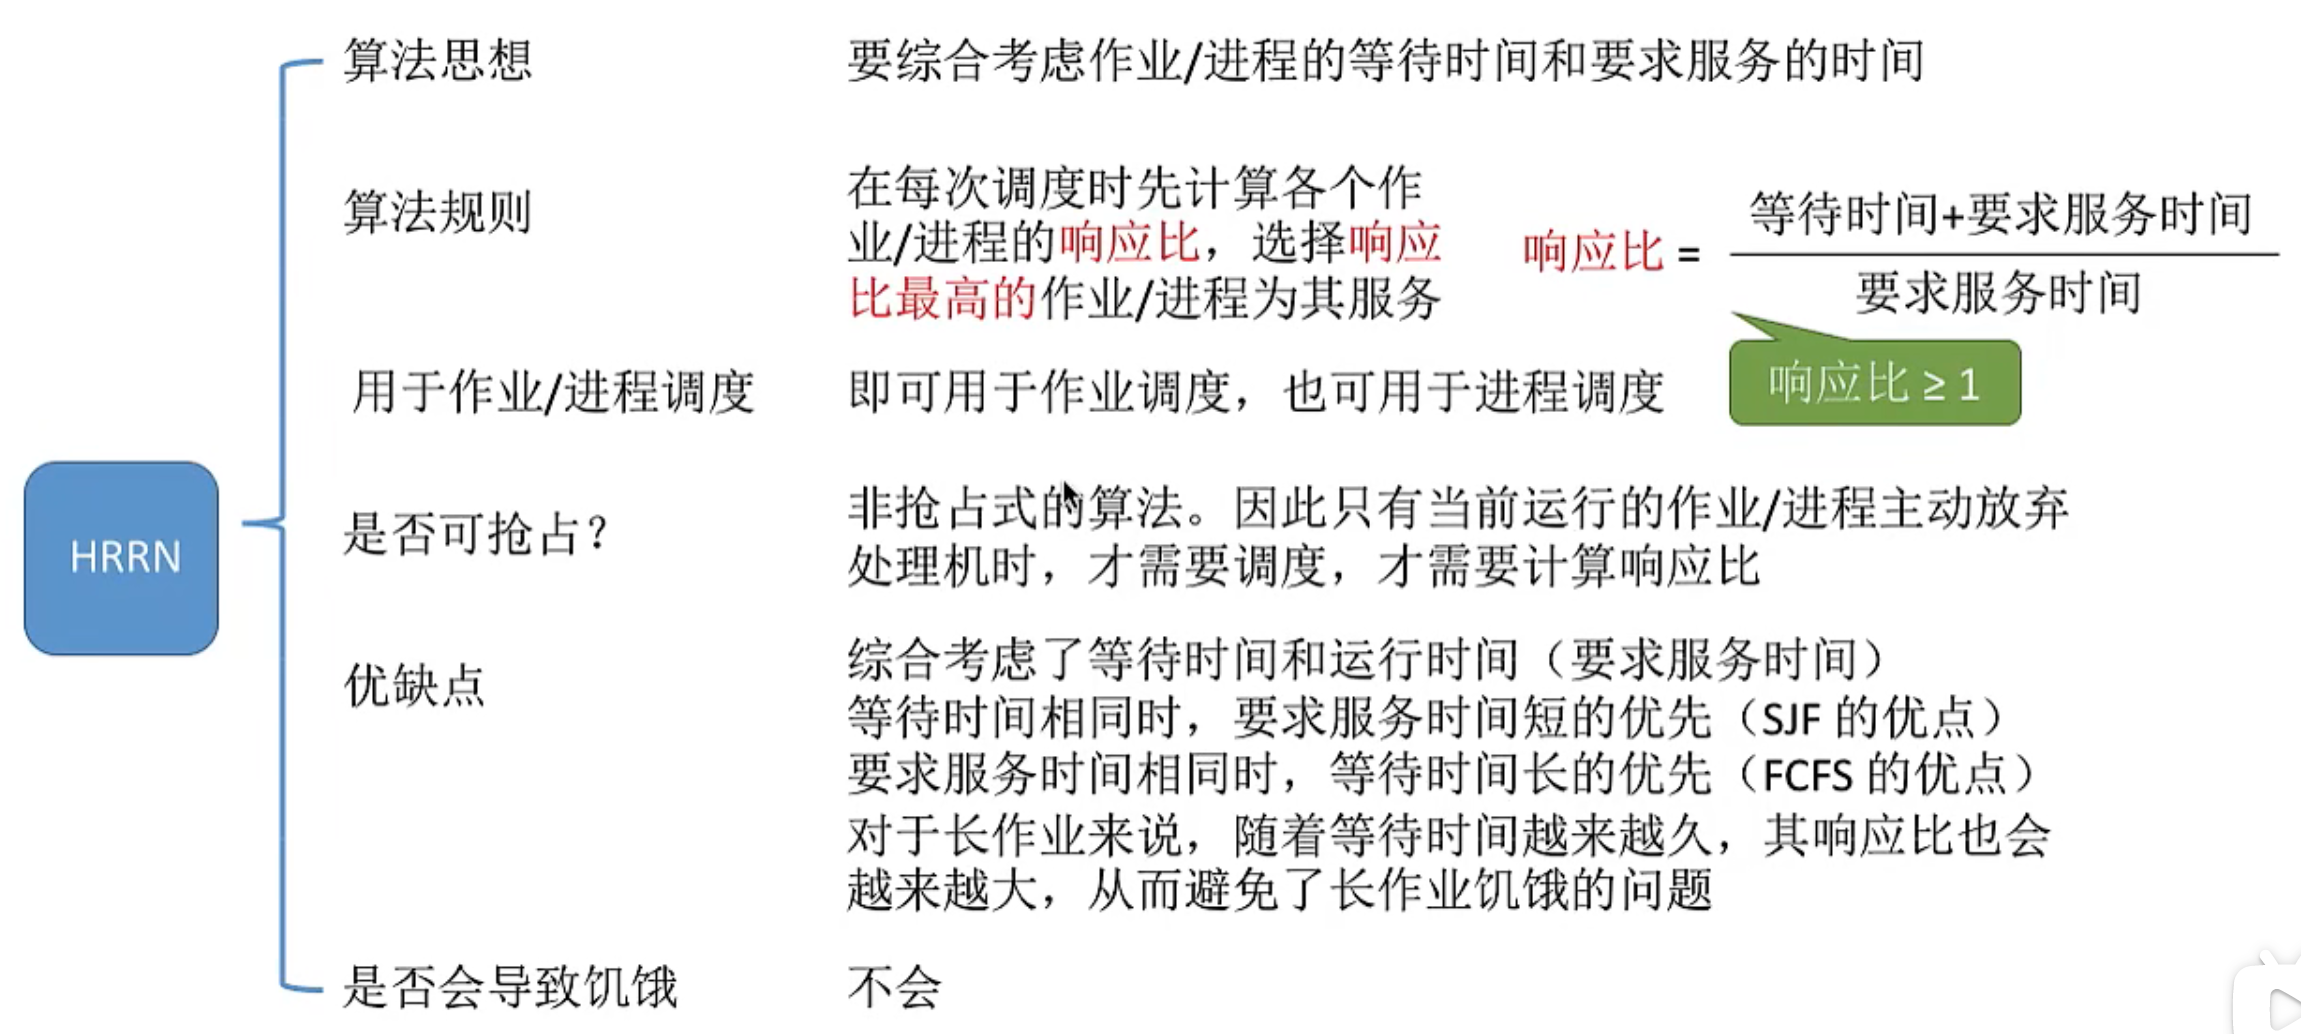 算法思想
要综合考虑作业/进程的等待时间和要求服务的时间
算法规则
在每次调度时先计算各个作
业/进程的响应比，选择响应
比最高的作业/进程为其服务
响应比 =
等待时间+要求服务时间
要求服务时间
响应比 ≥ 1
用于作业/进程调度
即可用于作业调度，也可用于进程调度
HRRN
是否可抢占？
非抢占式的算法。因此只有当前运行的作业/进程主动放弃
处理机时，才需要调度，才需要计算响应比
优缺点
综合考虑了等待时间和运行时间（要求服务时间）
等待时间相同时，要求服务时间短的优先（SJF 的优点）
要求服务时间相同时，等待时间长的优先（FCFS 的优点）
对于长作业来说，随着等待时间越来越久，其响应比也会
越来越大，从而避免了长作业饥饿的问题
是否会导致饥饿
不会